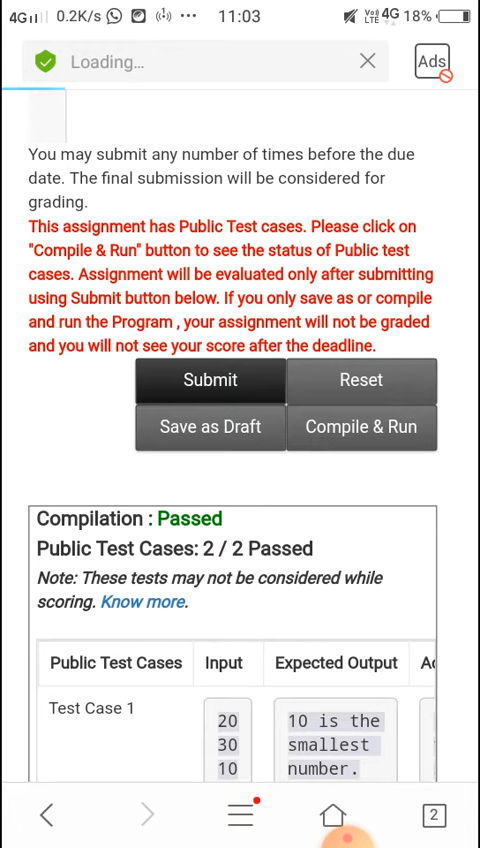 4G 0.2K/s 11:03 VoD LTE 4G 18%
Loading...
Ads
You may submit any number of times before the due
date. The final submission will be considered for
grading.
This assignment has Public Test cases. Please click on
"Compile & Run" button to see the status of Public test
cases. Assignment will be evaluated only after submitting
using Submit button below. If you only save as or compile
and run the Program , your assignment will not be graded
and you will not see your score after the deadline.
Submit Reset
Save as Draft Compile & Run
Compilation : Passed
Public Test Cases: 2 / 2 Passed
Note: These tests may not be considered while
scoring. Know more.
Public Test Cases Input Expected Output
Test Case 1
20 10 is the
30 smallest
10 number.
2